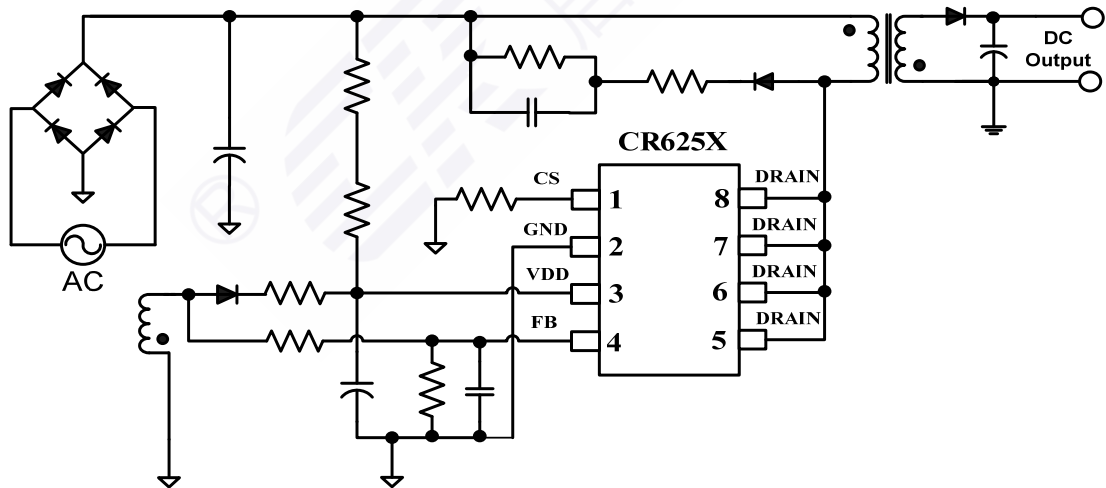 DC
Output
CR625X
CS
1
8
DRAIN
GND
2
7
DRAIN
VDD
3
6
DRAIN
FB
4
5
DRAIN
AC